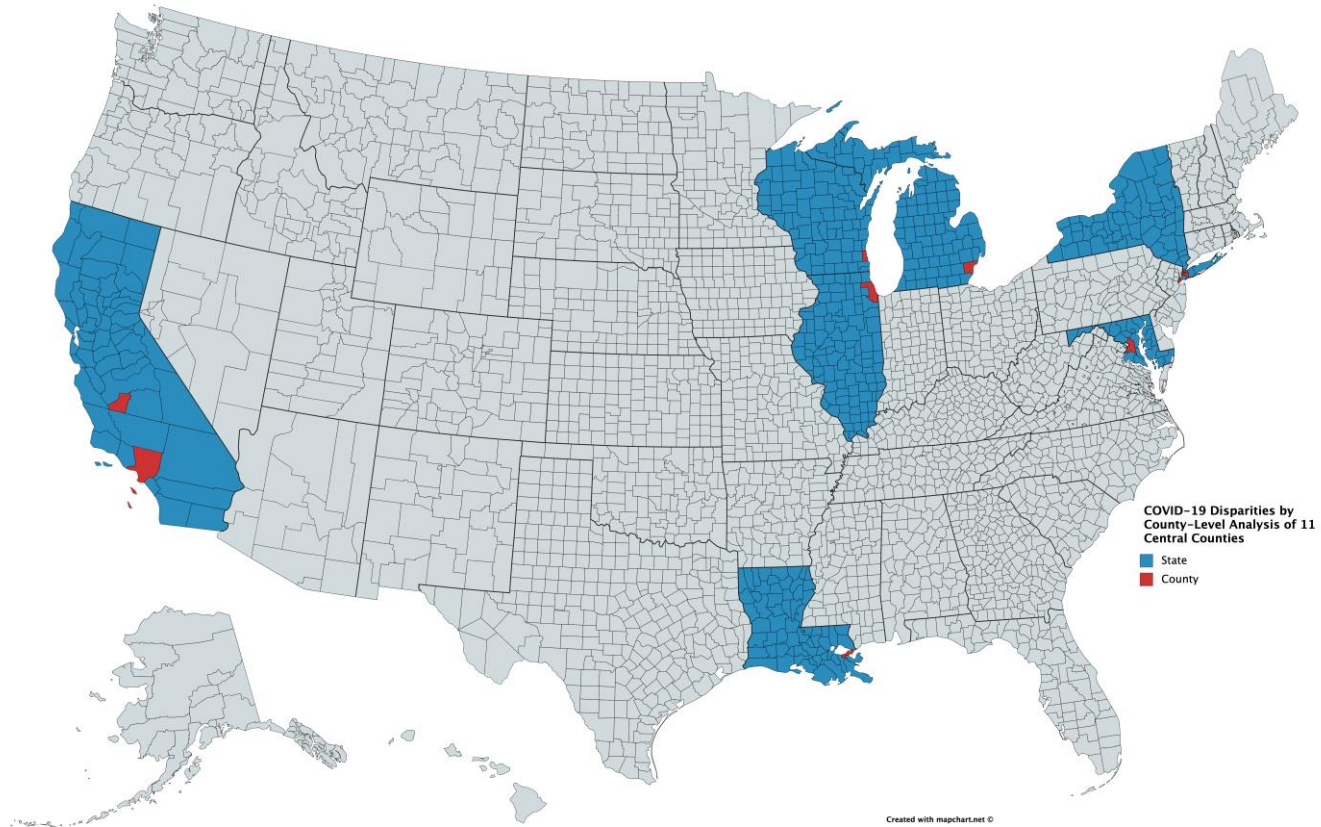 COVID-19 Disparities by
County-Level Analysis of 11
Central Counties
State
County
Created with mapchart.net ©